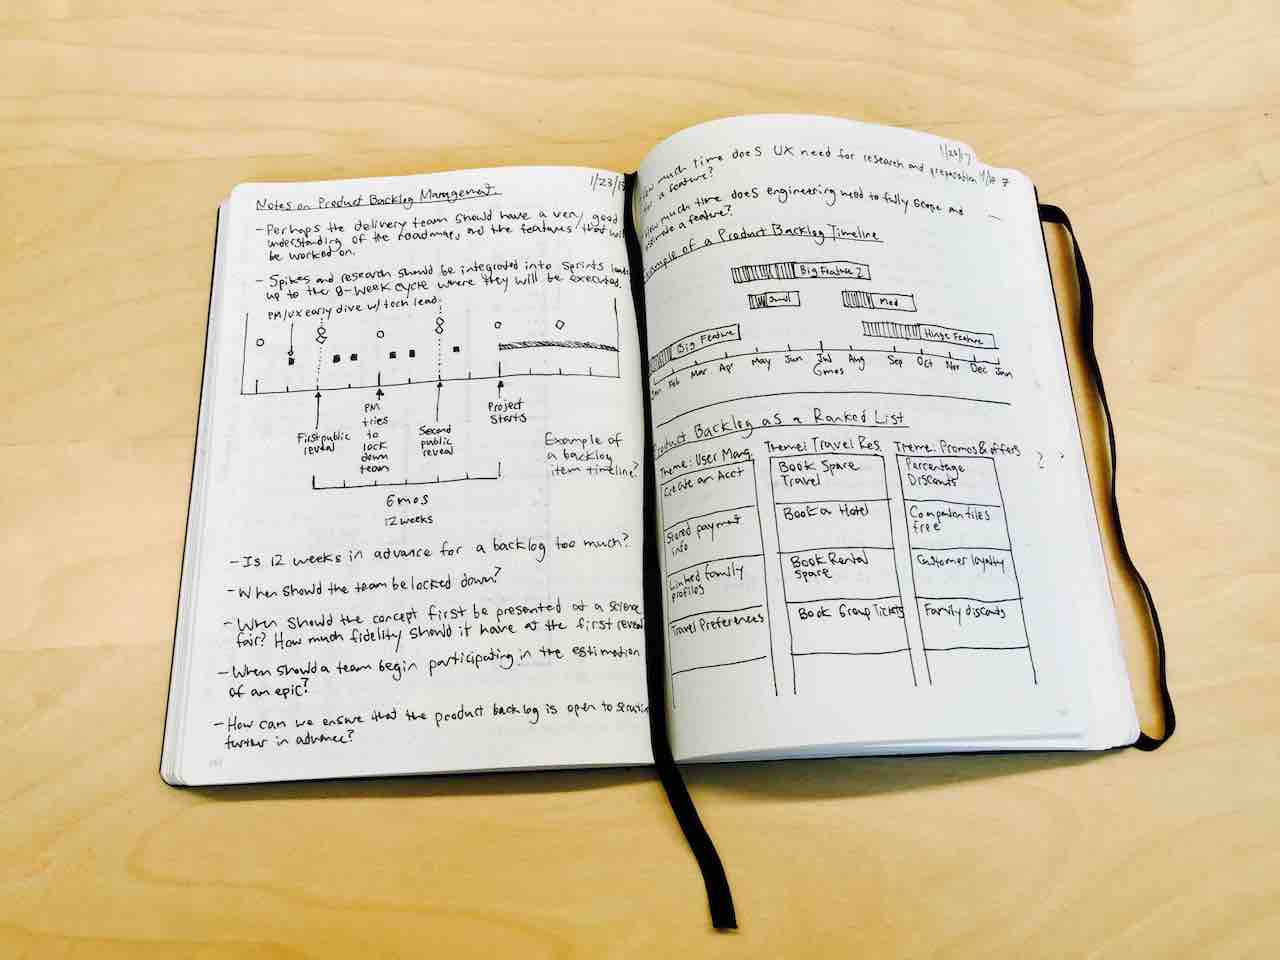 1/23/17
Notes on Product Backlog Management
- Perhaps the delivery team should have a very good
understanding of the roadmap, and the features that
be worked on.
- Spikes and research should be integrated into Sprints
up to the 8-week cycle where they will be executed.
PM/UX early dive w/ tech lead
First public
reveal
PM
tries
to
lock
down
team
Second
public
reveal
Project
Starts
Example of
a backlog
item timeline?
6mos
12 weeks
- Is 12 weeks in advance for a backlog too much?
- When should the team be locked down?
- When should the concept first be presented at a science
fair? How much fidelity should it have at the first reveal
- When should a team begin participating in the estimation
of an epic?
- How can we ensure that the product backlog is open to
further in advance?
1/23/17
How much time does UX need for research and preparation
for a feature?
How much time does engineering need to fully scope and
estimate a feature?
Example of a Product Backlog Timeline
Big Feature 2
Small
Med
Big Feature
Huge Feature
Jan Feb Mar Apr May Jun Jul Aug Sep Oct Nov Dec Jan
6mos
Product Backlog as a Ranked List
Theme: User Mang.
Create an Acct
Stored payment
info
Linked family
profiles
Travel Preferences
Theme: Travel Res.
Book Space
Travel
Book a Hotel
Book Rental
Space
Book Group Tickets
Theme: Promos & offers
Percentage
Discounts
free
Customer loyalty
Family discounts